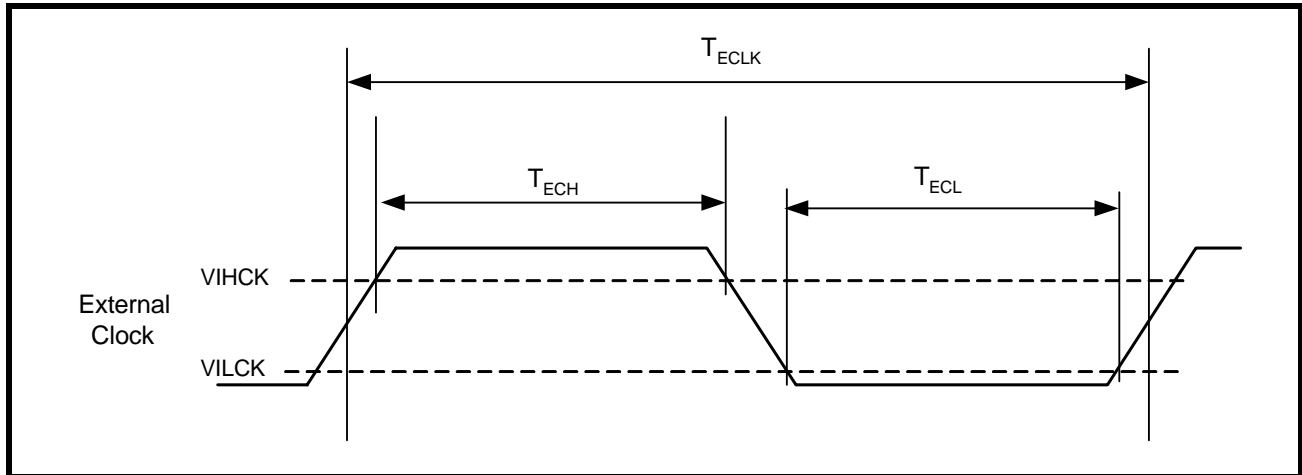 T_ECLK
T_ECH
T_ECL
VIHCK
External
Clock
VILCK